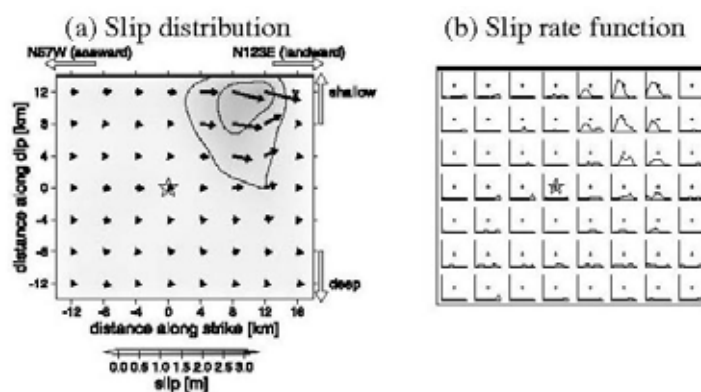 (a) Slip distribution
(b) Slip rate function
N57W (seaward)
N123E (landward)
shallow
deep
distance along dip [km]
12
8
4
0
-4
-8
-12
-12 -8 -4 0 4 8 12 16
distance along strike [km]
0.0 0.5 1.0 1.5 2.0 2.5 3.0
slip [m]